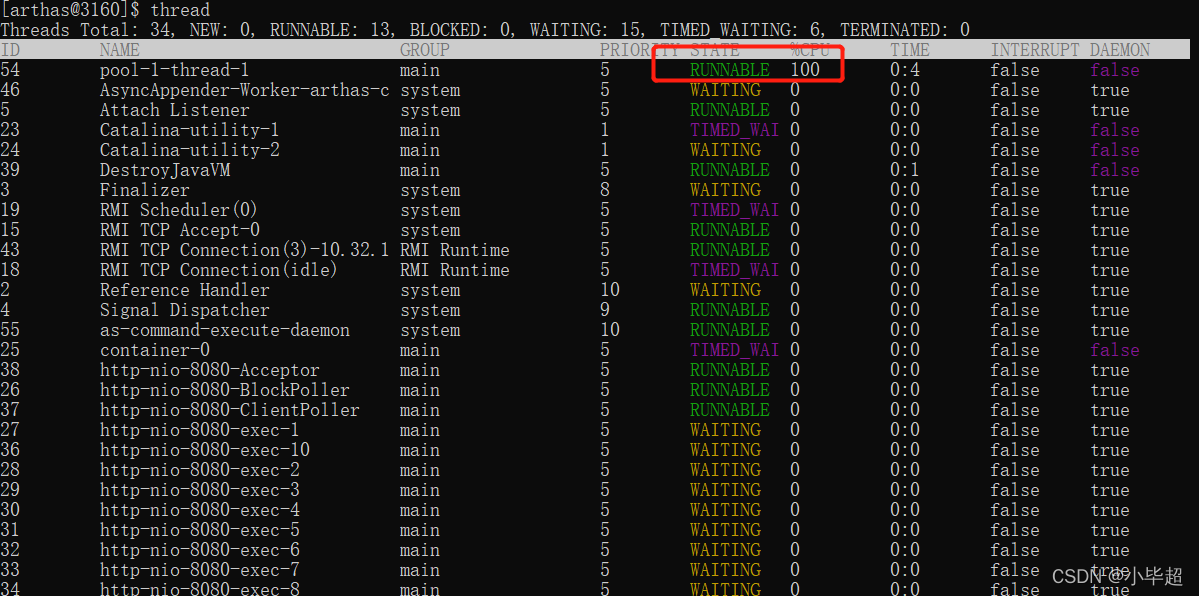 [arthas@3160]$ thread
Threads Total: 34, NEW: 0, RUNNABLE: 13, BLOCKED: 0, WAITING: 15, TIMED_WAITING: 6, TERMINATED: 0
ID NAME GROUP PRIORITY STATE %CPU TIME INTERRUPT DAEMON
54 pool-1-thread-1 main 5 RUNNABLE 100 0:4 false false
46 AsyncAppender-Worker-arthas-c system 5 WAITING 0 0:0 false true
5 Attach Listener system 5 RUNNABLE 0 0:0 false true
23 Catalina-utility-1 main 1 TIMED_WAI 0 0:0 false false
24 Catalina-utility-2 main 1 WAITING 0 0:0 false false
39 DestroyJavaVM main 5 RUNNABLE 0 0:1 false false
3 Finalizer system 8 WAITING 0 0:0 false true
19 RMI Scheduler(0) system 5 TIMED_WAI 0 0:0 false true
15 RMI TCP Accept-0 system 5 RUNNABLE 0 0:0 false true
43 RMI TCP Connection(3)-10.32.1 RMI Runtime 5 RUNNABLE 0 0:0 false true
18 RMI TCP Connection(idle) RMI Runtime 5 TIMED_WAI 0 0:0 false true
2 Reference Handler system 10 WAITING 0 0:0 false true
4 Signal Dispatcher system 9 RUNNABLE 0 0:0 false true
55 as-command-execute-daemon system 10 RUNNABLE 0 0:0 false true
25 container-0 main 5 TIMED_WAI 0 0:0 false false
38 http-nio-8080-Acceptor main 5 RUNNABLE 0 0:0 false true
26 http-nio-8080-BlockPoller main 5 RUNNABLE 0 0:0 false true
37 http-nio-8080-ClientPoller main 5 RUNNABLE 0 0:0 false true
27 http-nio-8080-exec-1 main 5 WAITING 0 0:0 false true
36 http-nio-8080-exec-10 main 5 WAITING 0 0:0 false true
28 http-nio-8080-exec-2 main 5 WAITING 0 0:0 false true
29 http-nio-8080-exec-3 main 5 WAITING 0 0:0 false true
30 http-nio-8080-exec-4 main 5 WAITING 0 0:0 false true
31 http-nio-8080-exec-5 main 5 WAITING 0 0:0 false true
32 http-nio-8080-exec-6 main 5 WAITING 0 0:0 false true
33 http-nio-8080-exec-7 main 5 WAITING 0 0:0 false true
34 http-nio-8080-exec-8 main 5 WAITING 0 0:0 false true
CSDN @小毕超